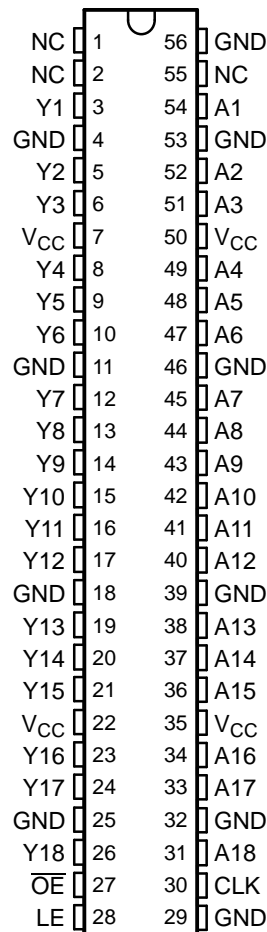 NC 1 56 GND
NC 2 55 NC
Y1 3 54 A1
GND 4 53 GND
Y2 5 52 A2
Y3 6 51 A3
VCC 7 50 VCC
Y4 8 49 A4
Y5 9 48 A5
Y6 10 47 A6
GND 11 46 GND
Y7 12 45 A7
Y8 13 44 A8
Y9 14 43 A9
Y10 15 42 A10
Y11 16 41 A11
Y12 17 40 A12
GND 18 39 GND
Y13 19 38 A13
Y14 20 37 A14
Y15 21 36 A15
VCC 22 35 VCC
Y16 23 34 A16
Y17 24 33 A17
GND 25 32 GND
Y18 26 31 A18
O̅E̅ 27 30 CLK
LE 28 29 GND